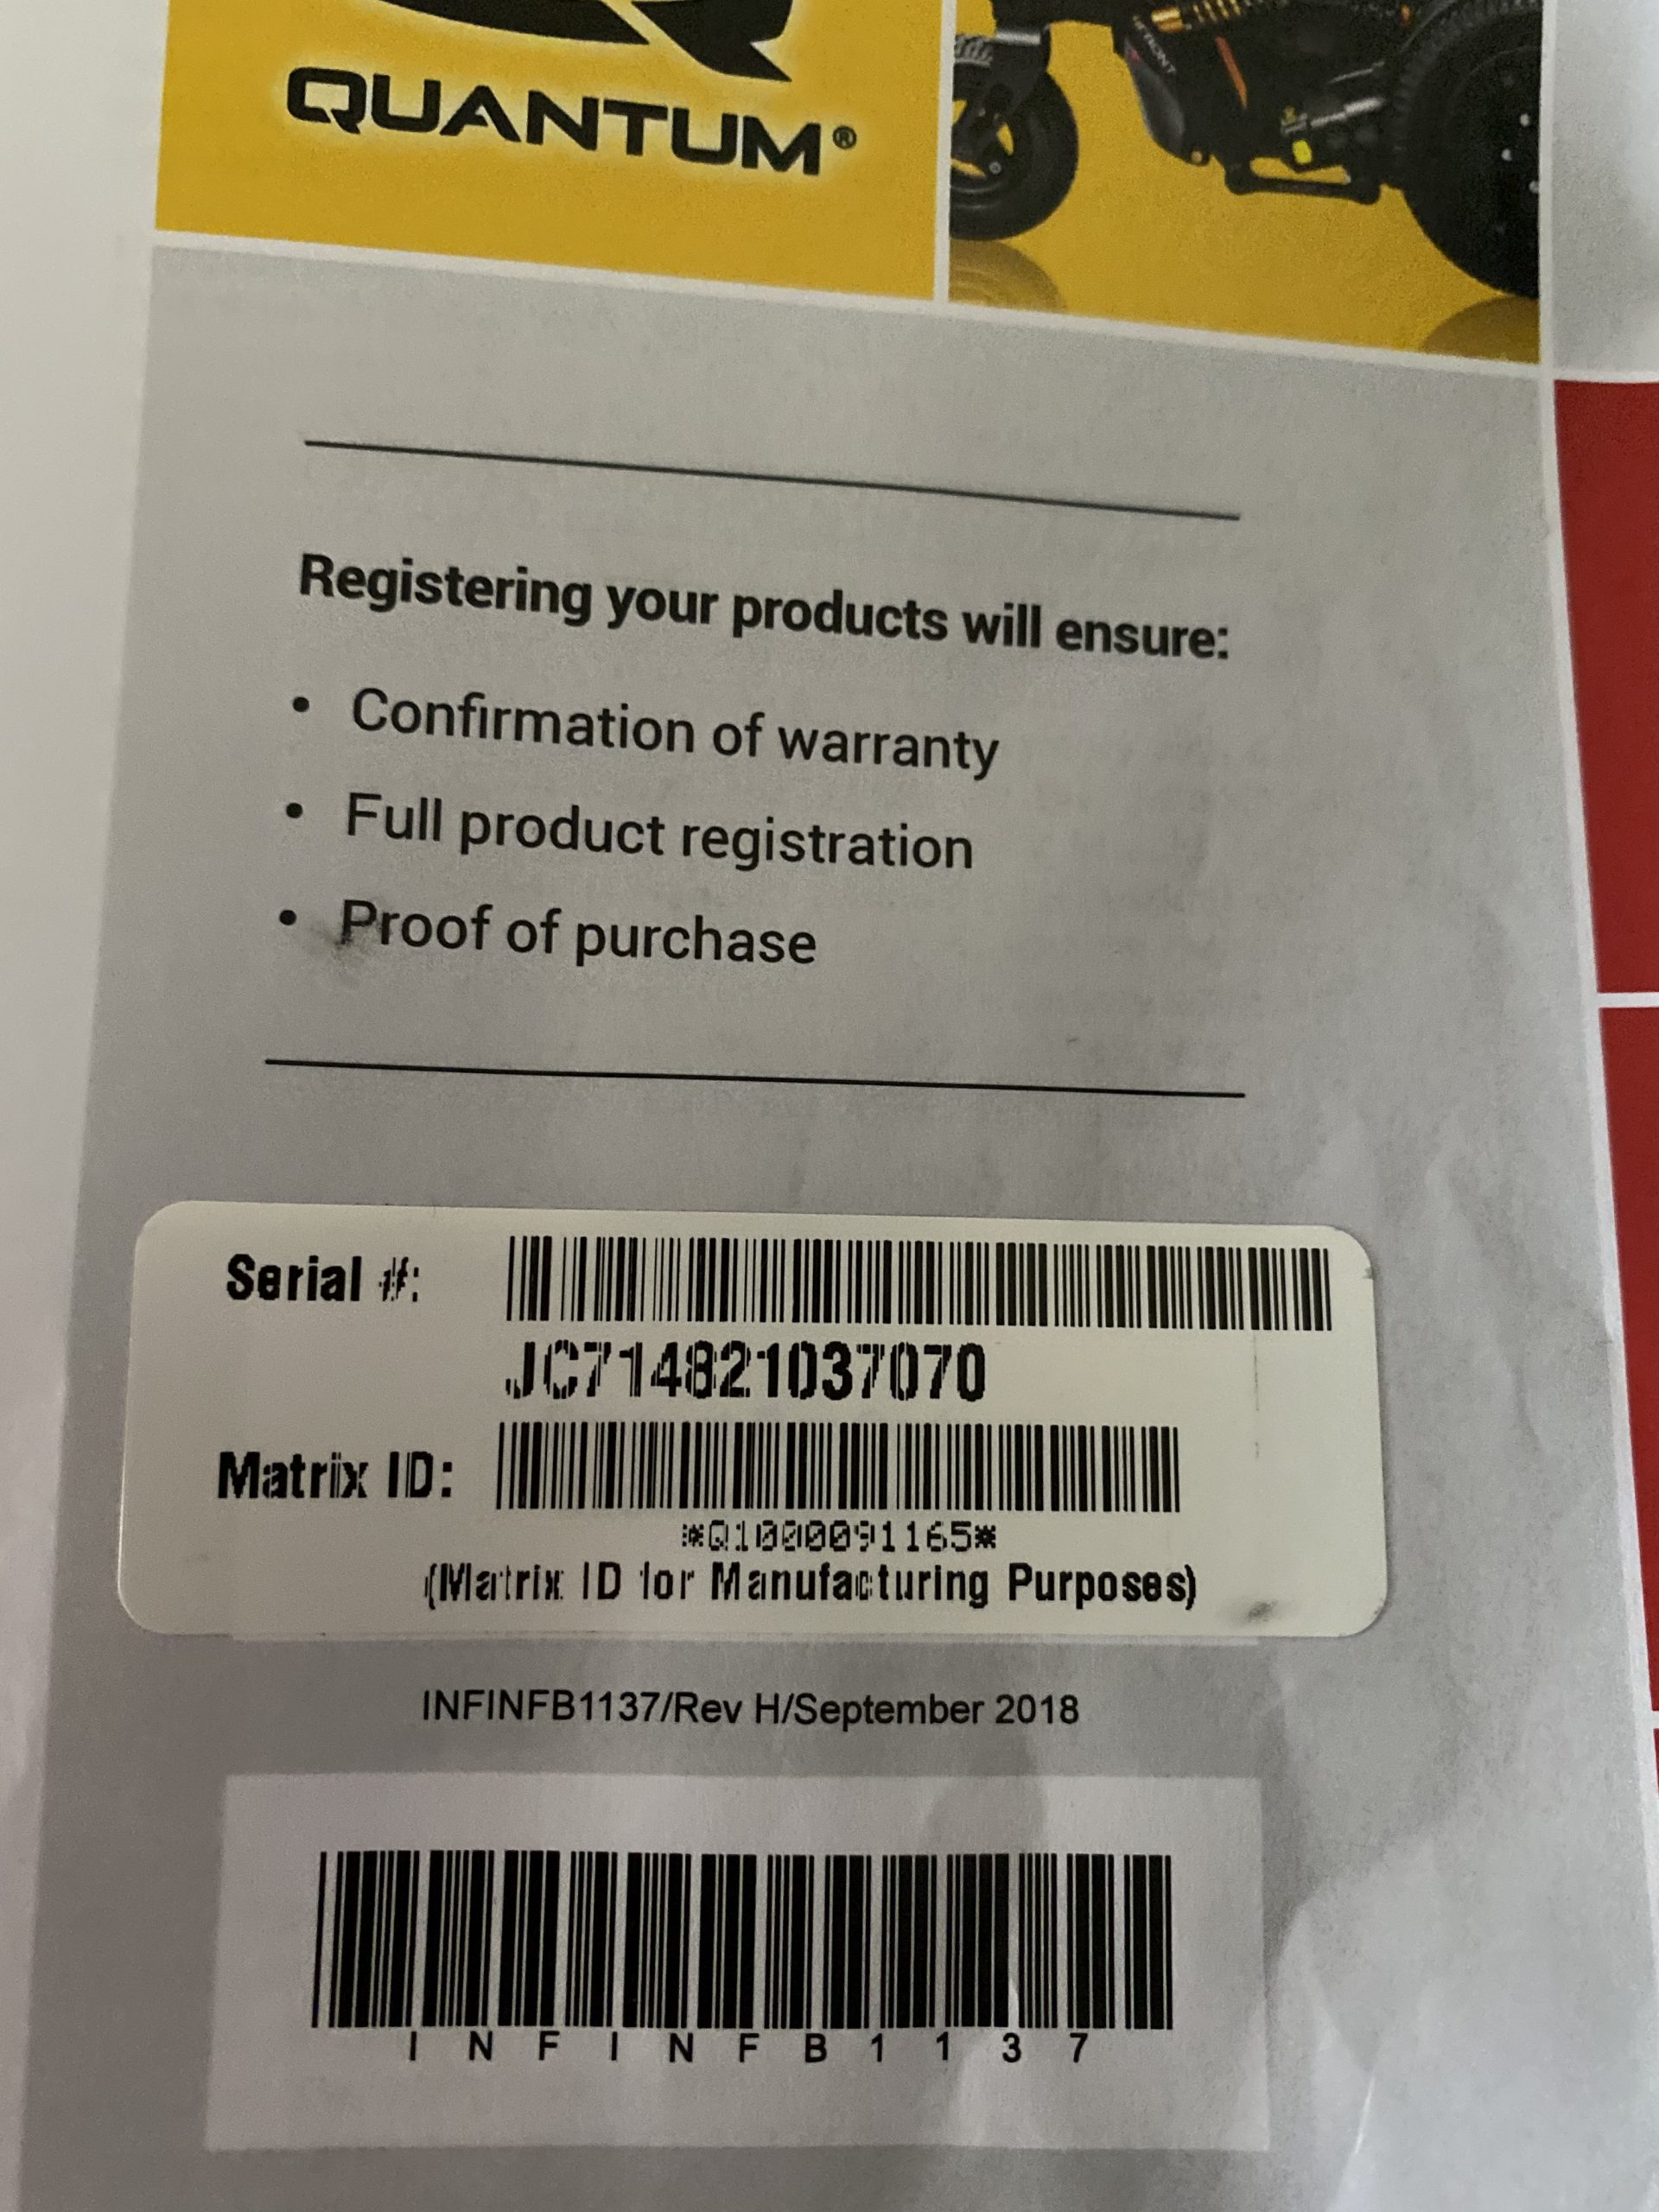 QUANTUM®
Registering your products will ensure:
• Confirmation of warranty
• Full product registration
• Proof of purchase
Serial #:
JC714821037070
Matrix ID:
*Q1000091165*
(Matrix ID for Manufacturing Purposes)
INFINFB1137/Rev H/September 2018
I N F I N F B 1 1 3 7